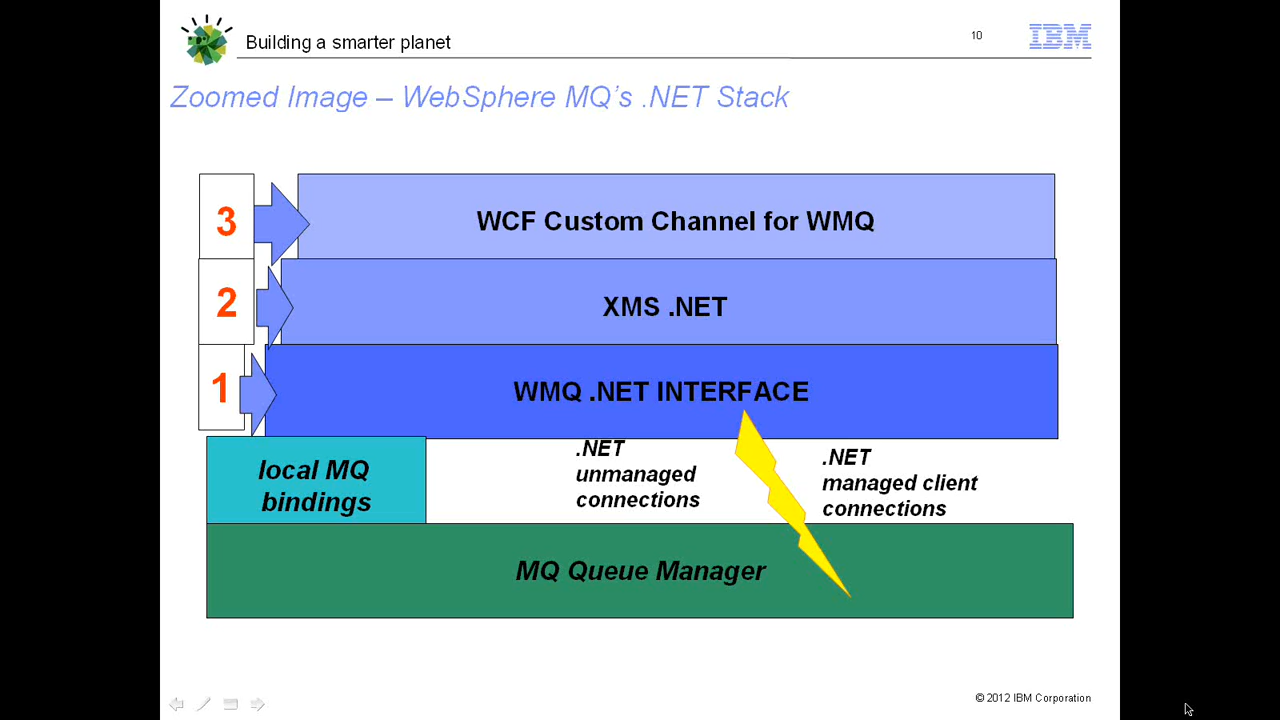 Building a er planet
10
IBM
Zoomed Image – WebSphere MQ's .NET Stack
3
WCF Custom Channel for WMQ
2
XMS .NET
1
WMQ .NET INTERFACE
local MQ
bindings
.NET
unmanaged
connections
.NET
managed client
connections
MQ Queue Manager
© 2012 IBM Corporation